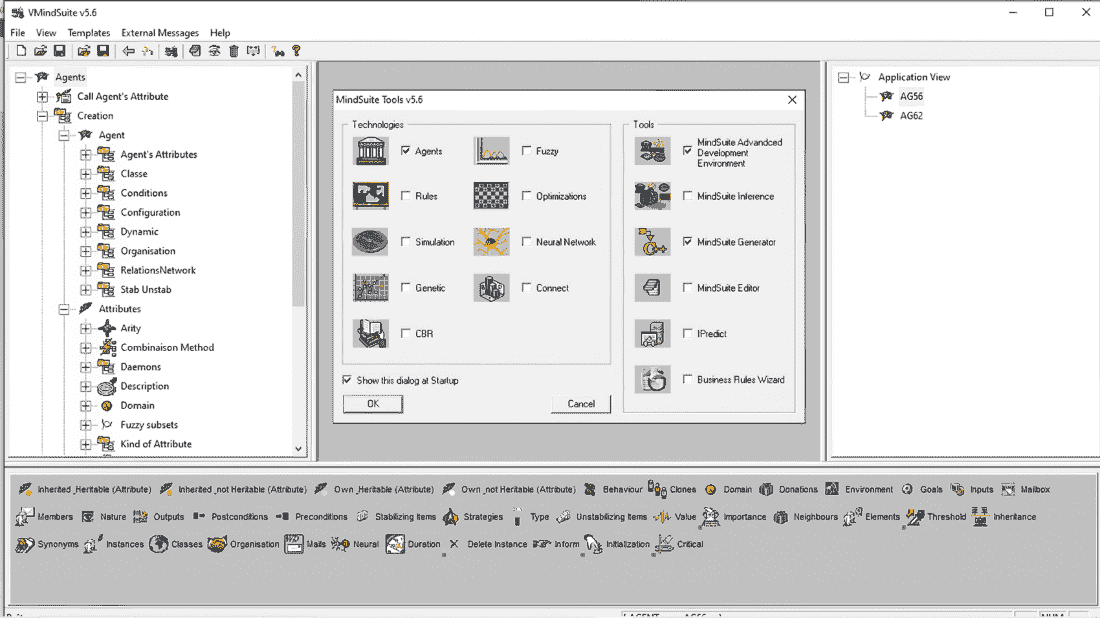 VMindSuite v5.6
File View Templates External Messages Help
Agents
Call Agent's Attribute
Creation
Agent
Agent's Attributes
Classe
Conditions
Configuration
Dynamic
Organisation
RelationsNetwork
Stab Unstab
Attributes
Arity
Combinaison Method
Daemons
Description
Domain
Fuzzy subsets
Kind of Attribute
MindSuite Tools v5.6
Technologies
Agents
Fuzzy
Rules
Optimizations
Simulation
Neural Network
Genetic
Connect
CBR
Show this dialog at Startup
OK
Cancel
Tools
MindSuite Advandced
Development
Environment
MindSuite Inference
MindSuite Generator
MindSuite Editor
IPredict
Business Rules Wizard
Application View
AG56
AG62
Inherited_Heritable (Attribute) Inherited_not Heritable (Attribute) Own_Heritable (Attribute) Own_not Heritable (Attribute) Behaviour Clones Domain Donations Environment Goals Inputs Mailbox
Members Nature Outputs Postconditions Preconditions Stabilizing Items Strategies Type Unstabilizing Items Value Importance Neighbours Elements Threshold Inheritance
Synonyms Instances Classes Organisation Mails Neural Duration Delete Instance Inform Initialization Critical